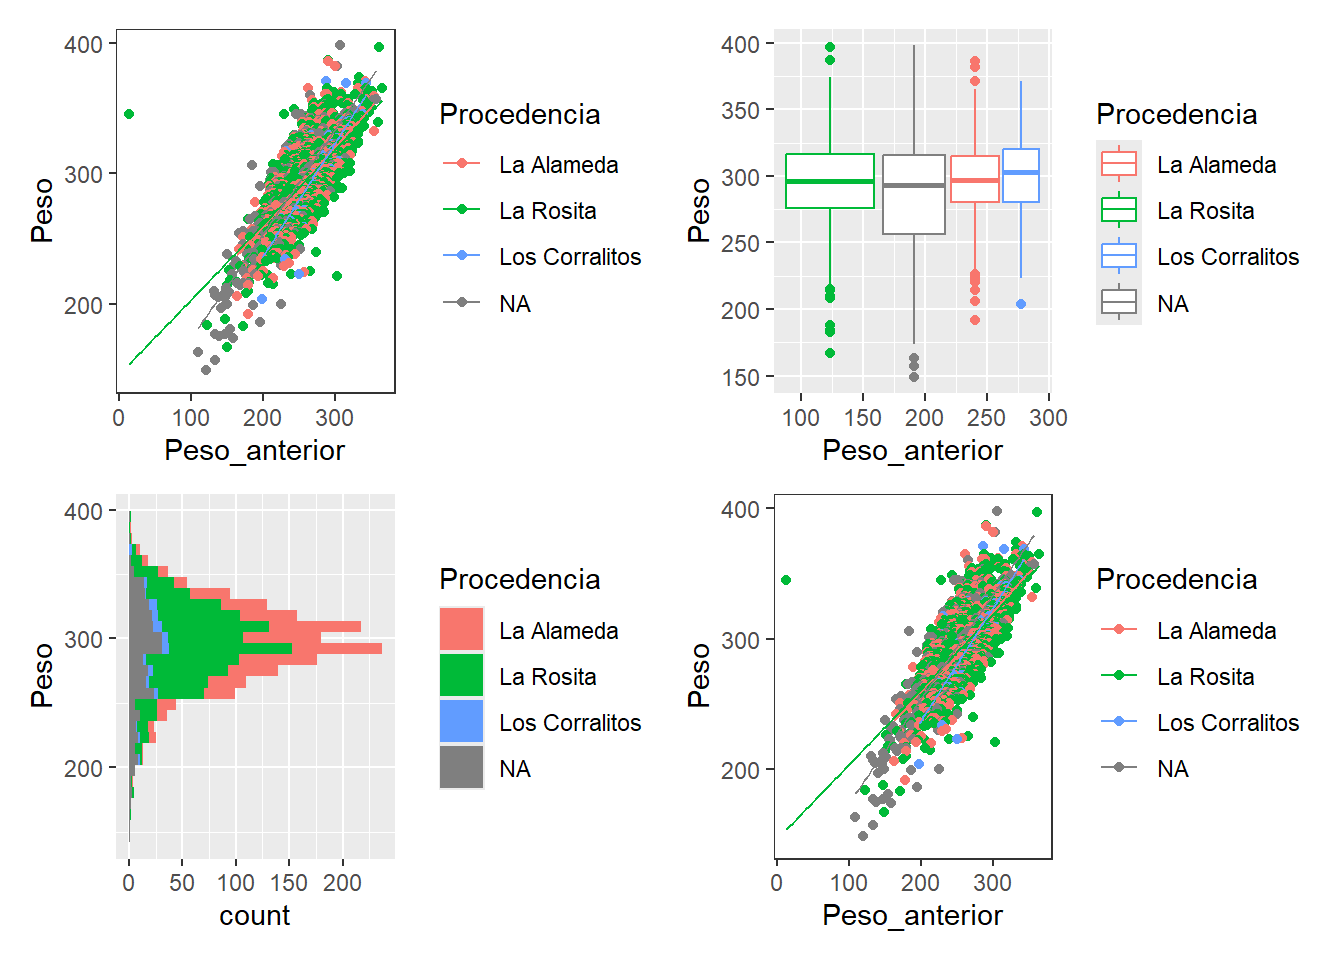 400
300
200
Peso
0 100 200 300
Peso_anterior
Procedencia
La Alameda
La Rosita
Los Corralitos
NA
400
350
300
250
200
150
Peso
100 150 200 250 300
Peso_anterior
Procedencia
La Alameda
La Rosita
Los Corralitos
NA
400
300
200
Peso
0 50 100 150 200
count
Procedencia
La Alameda
La Rosita
Los Corralitos
NA
400
300
200
Peso
0 100 200 300
Peso_anterior
Procedencia
La Alameda
La Rosita
Los Corralitos
NA